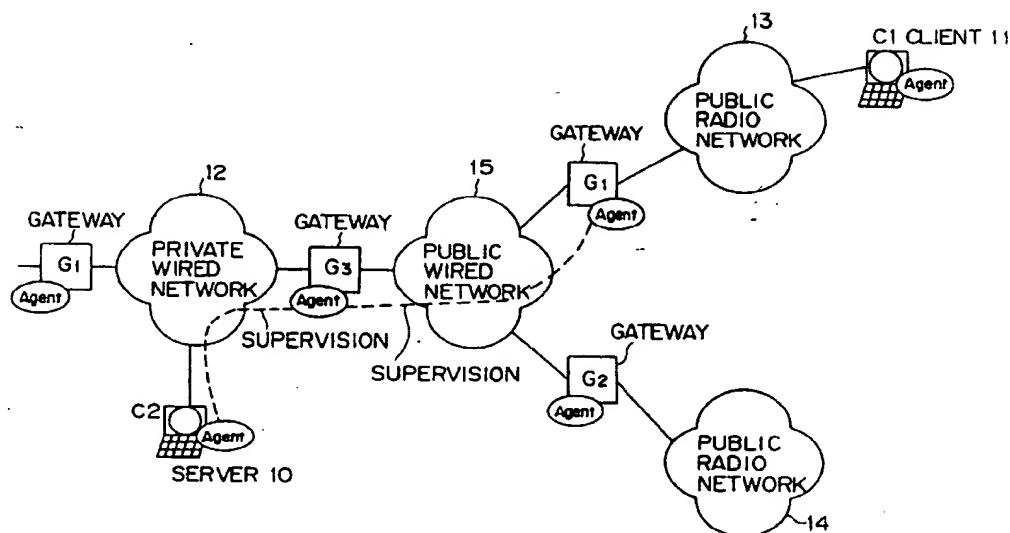 13
C1 CLIENT 11
Agent
PUBLIC
RADIO
NETWORK
GATEWAY
G1
Agent
12
15
GATEWAY
G1
Agent
PRIVATE
WIRED
NETWORK
GATEWAY
G3
Agent
PUBLIC
WIRED
NETWORK
SUPERVISION
SUPERVISION
GATEWAY
G2
Agent
C2
Agent
SERVER 10
PUBLIC
RADIO
NETWORK
14